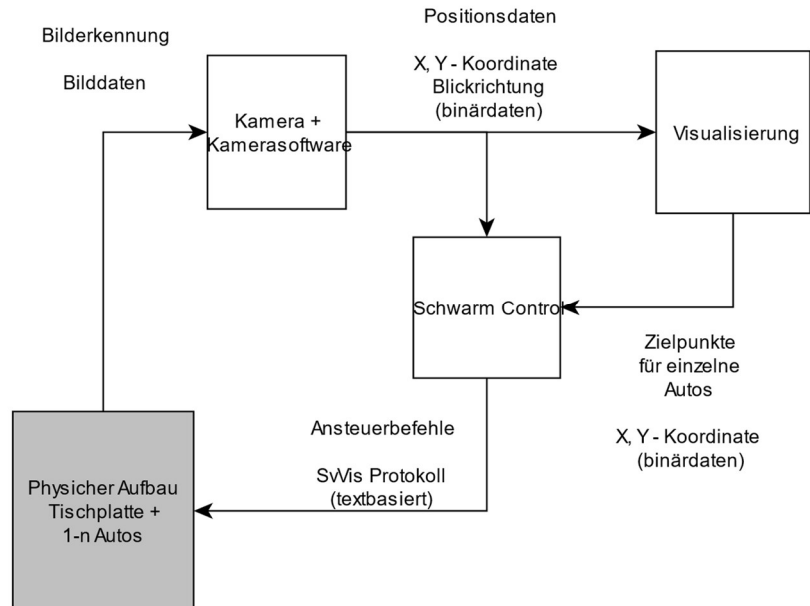 Positionsdaten
Bilderkennung
X, Y - Koordinate
Blickrichtung
(binärdaten)
Bilddaten
Kamera +
Kamerasoftware
Visualisierung
Schwarm Control
Zielpunkte
für einzelne
Autos
X, Y - Koordinate
(binärdaten)
Ansteuerbefehle
SvVis Protokoll
(textbasiert)
Physicher Aufbau
Tischplatte +
1-n Autos